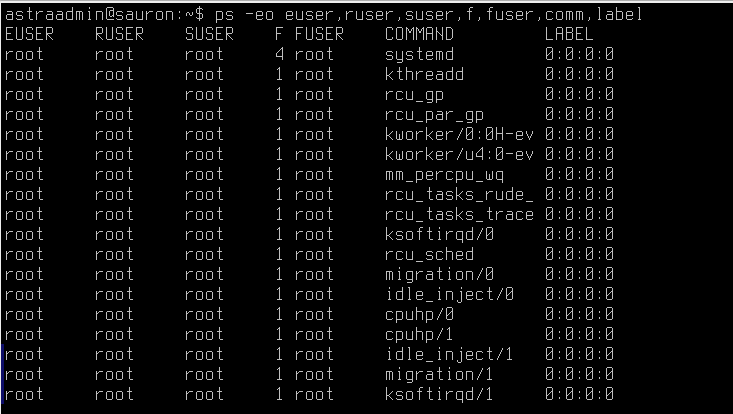 astraadmin@sauron:~$ ps -eo euser,ruser,suser,f,fuser,comm,label
EUSER    RUSER    SUSER    F FUSER    COMMAND         LABEL
root     root     root     4 root     systemd         0:0:0:0
root     root     root     1 root     kthreadd        0:0:0:0
root     root     root     1 root     rcu_gp          0:0:0:0
root     root     root     1 root     rcu_par_gp      0:0:0:0
root     root     root     1 root     kworker/0:0H-ev 0:0:0:0
root     root     root     1 root     kworker/u4:0-ev 0:0:0:0
root     root     root     1 root     mm_percpu_wq    0:0:0:0
root     root     root     1 root     rcu_tasks_rude_ 0:0:0:0
root     root     root     1 root     rcu_tasks_trace 0:0:0:0
root     root     root     1 root     ksoftirqd/0     0:0:0:0
root     root     root     1 root     rcu_sched       0:0:0:0
root     root     root     1 root     migration/0     0:0:0:0
root     root     root     1 root     idle_inject/0   0:0:0:0
root     root     root     1 root     cpuhp/0         0:0:0:0
root     root     root     1 root     cpuhp/1         0:0:0:0
root     root     root     1 root     idle_inject/1   0:0:0:0
root     root     root     1 root     migration/1     0:0:0:0
root     root     root     1 root     ksoftirqd/1     0:0:0:0